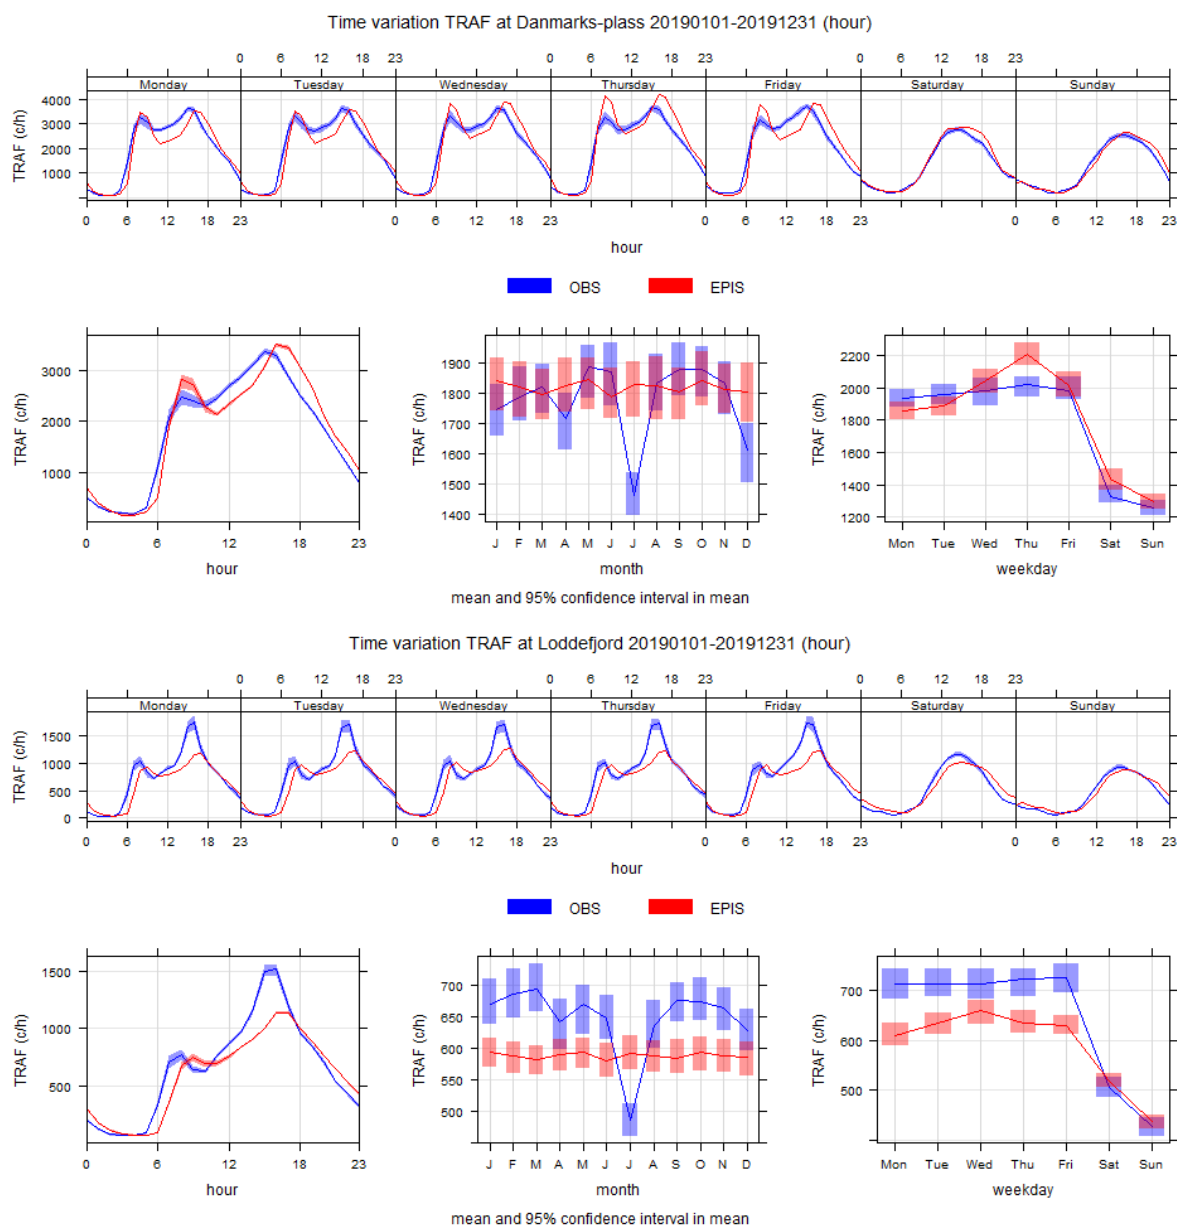 Time variation TRAF at Danmarks-plass 20190101-20191231 (hour)
0 6 12 18 23 0 6 12 18 23 0 6 12 18 23
Monday Tuesday Wednesday Thursday Friday Saturday Sunday
TRAF (c/h)
4000
3000
2000
1000
0 6 12 18 23 0 6 12 18 23 0 6 12 18 23 0 6 12 18 23
hour
OBS EPIS
TRAF (c/h)
3000
2000
1000
0 6 12 18 23
hour
TRAF (c/h)
1900
1800
1700
1600
1500
1400
J F M A M J J A S O N D
month
TRAF (c/h)
2200
2000
1800
1600
1400
1200
Mon Tue Wed Thu Fri Sat Sun
weekday
mean and 95% confidence interval in mean
Time variation TRAF at Loddefjord 20190101-20191231 (hour)
0 6 12 18 23 0 6 12 18 23 0 6 12 18 23
Monday Tuesday Wednesday Thursday Friday Saturday Sunday
TRAF (c/h)
1500
1000
500
0
0 6 12 18 23 0 6 12 18 23 0 6 12 18 23 0 6 12 18 23
hour
OBS EPIS
TRAF (c/h)
1500
1000
500
0 6 12 18 23
hour
TRAF (c/h)
700
650
600
550
500
J F M A M J J A S O N D
month
TRAF (c/h)
700
600
500
Mon Tue Wed Thu Fri Sat Sun
weekday
mean and 95% confidence interval in mean